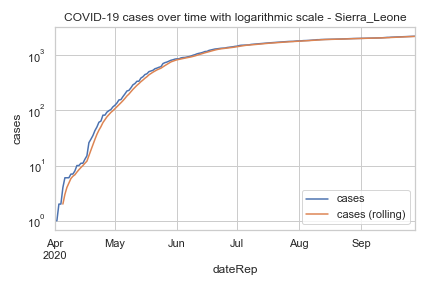 COVID-19 cases over time with logarithmic scale - Sierra_Leone
cases
10³
10²
10¹
10⁰
Apr
2020
May
Jun
Jul
Aug
Sep
dateRep
cases
cases (rolling)